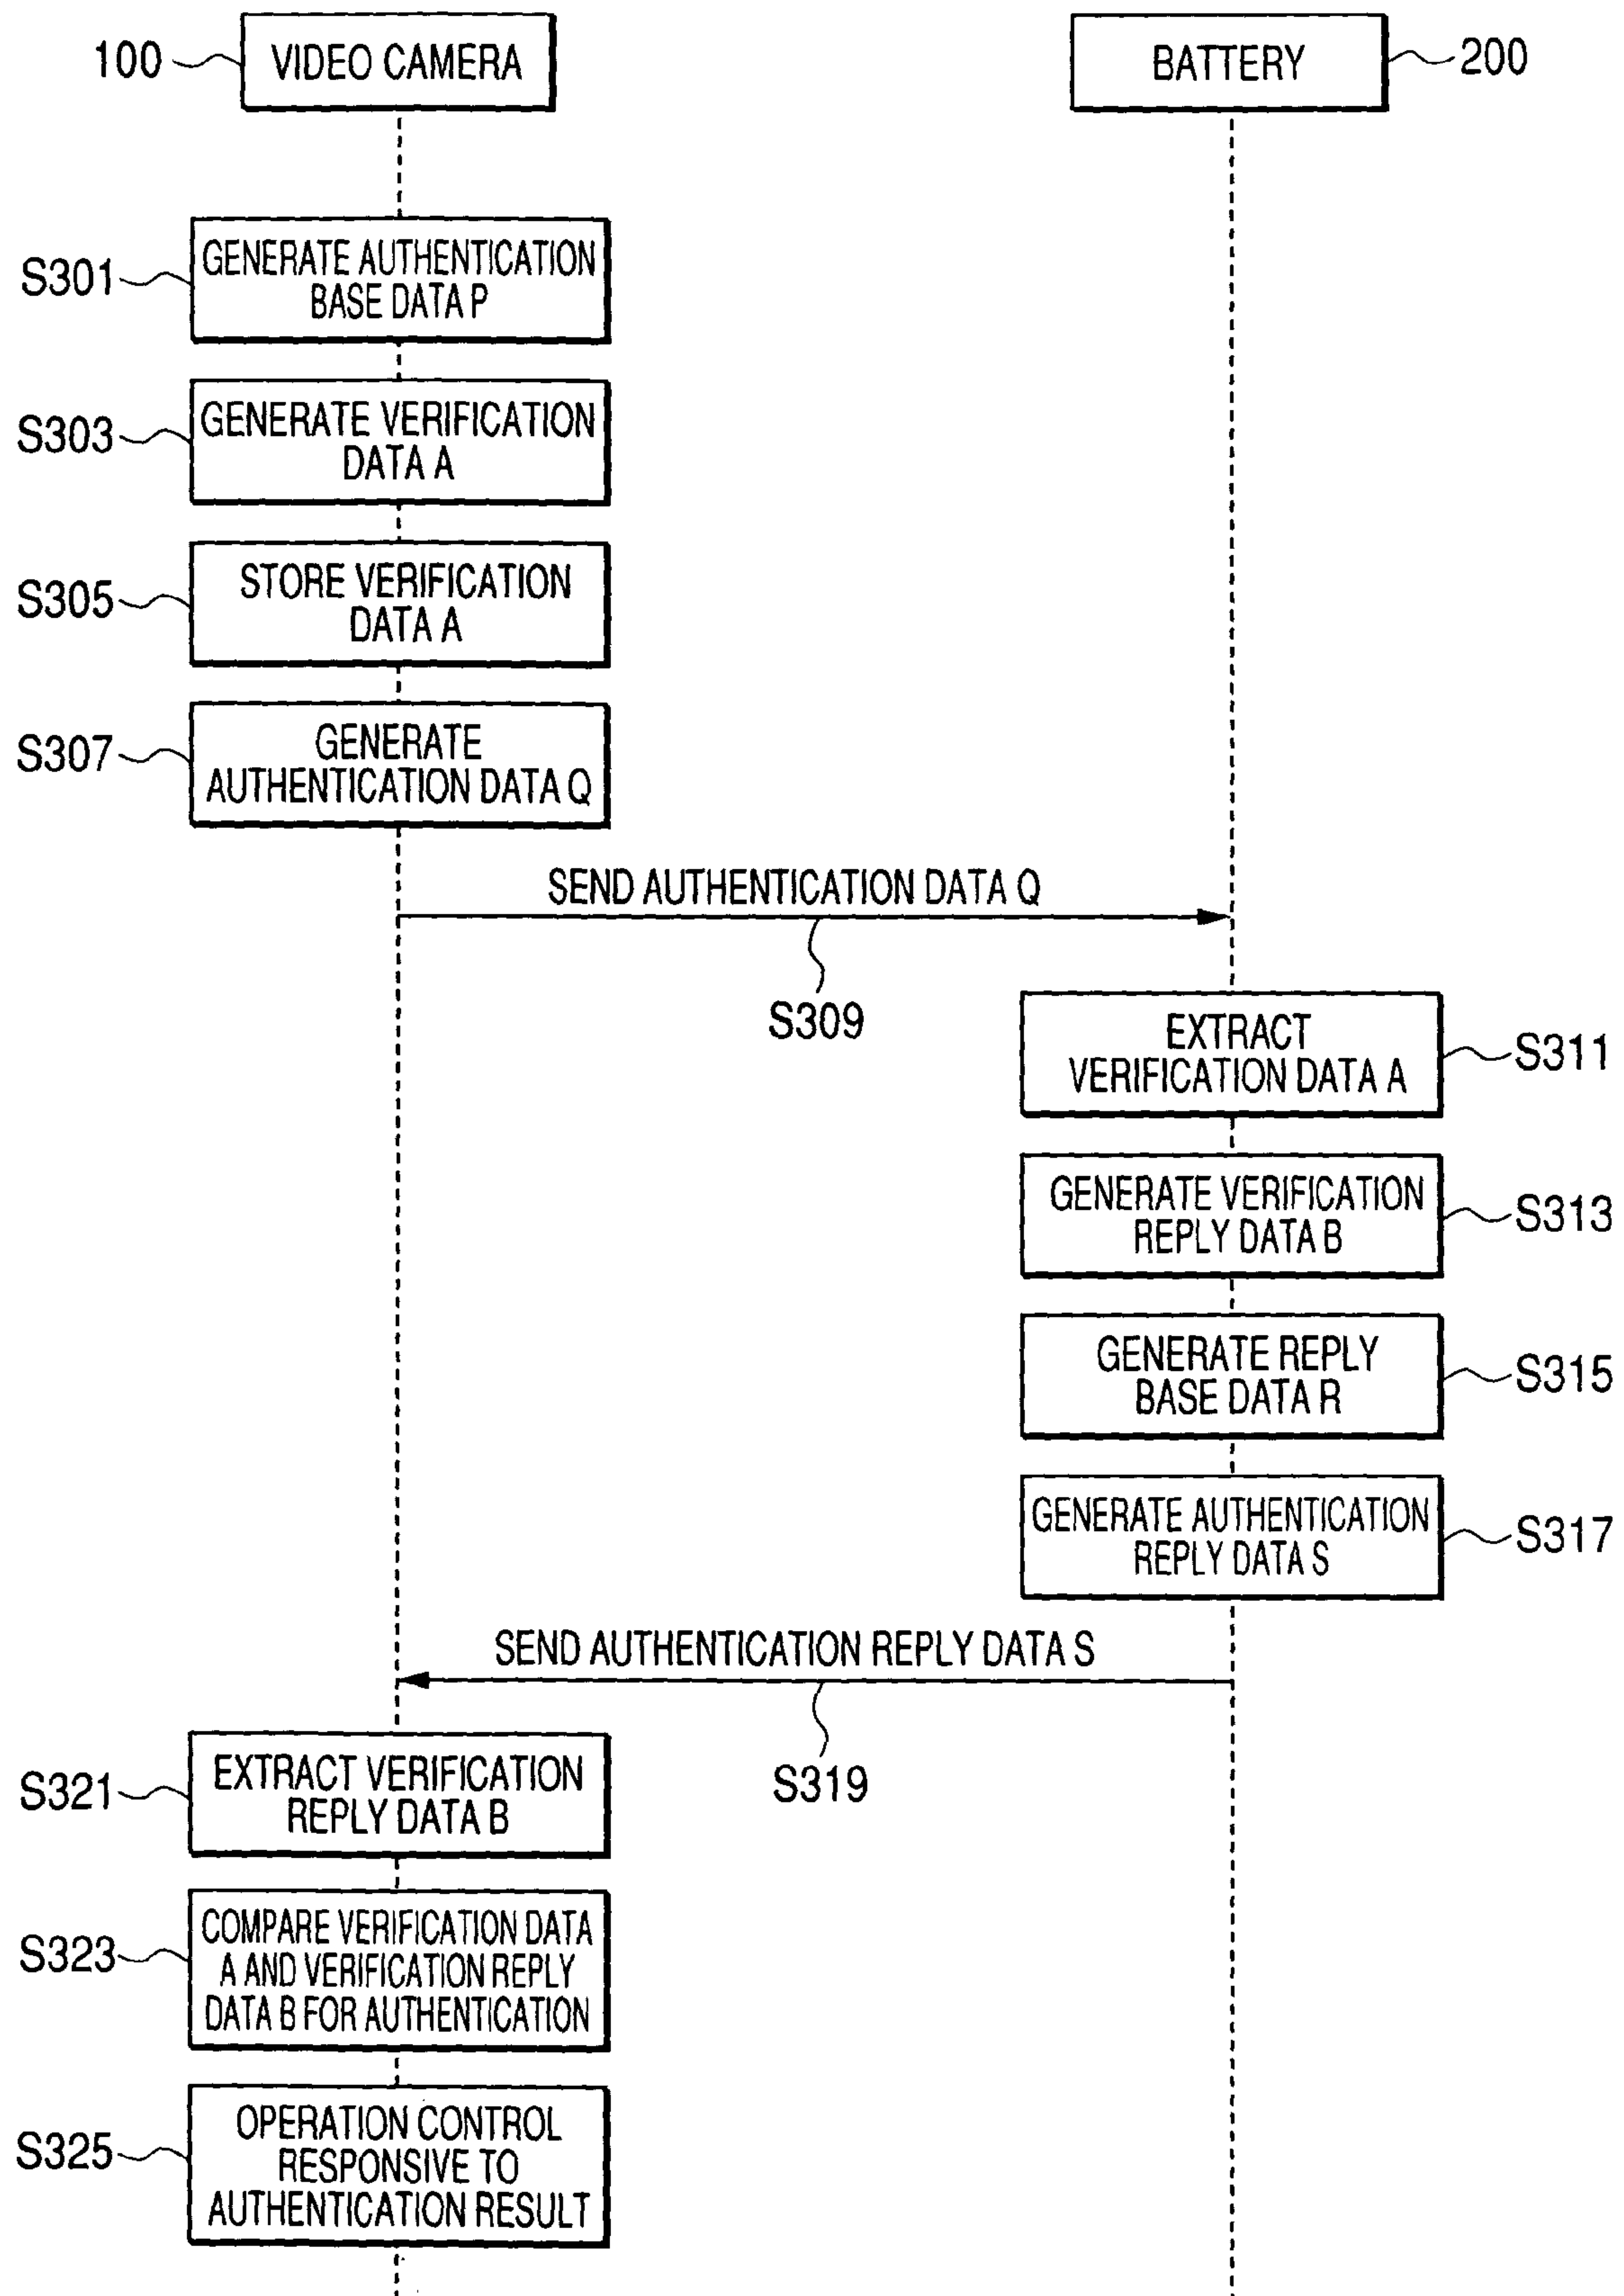 100
VIDEO CAMERA
BATTERY
200
S301
GENERATE AUTHENTICATION
BASE DATA P
S303
GENERATE VERIFICATION
DATA A
S305
STORE VERIFICATION
DATA A
S307
GENERATE
AUTHENTICATION DATA Q
SEND AUTHENTICATION DATA Q
S309
EXTRACT
VERIFICATION DATA A
S311
GENERATE VERIFICATION
REPLY DATA B
S313
GENERATE REPLY
BASE DATA R
S315
GENERATE AUTHENTICATION
REPLY DATA S
S317
SEND AUTHENTICATION REPLY DATA S
S319
S321
EXTRACT VERIFICATION
REPLY DATA B
S323
COMPARE VERIFICATION DATA
A AND VERIFICATION REPLY
DATA B FOR AUTHENTICATION
S325
OPERATION CONTROL
RESPONSIVE TO
AUTHENTICATION RESULT